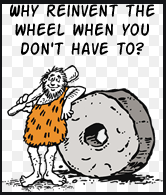 WHY REINVENT THE
WHEEL WHEN YOU
DON'T HAVE TO?